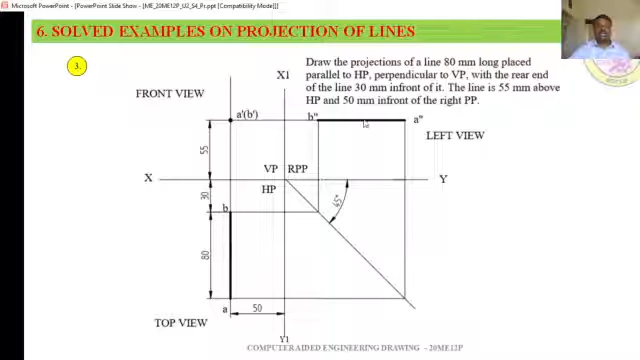 Microsoft PowerPoint - [PowerPoint Slide Show - [ME_20ME12P_U2_S4_Pr.ppt [Compatibility Mode]]]
6. SOLVED EXAMPLES ON PROJECTION OF LINES
3.
Draw the projections of a line 80 mm long placed
parallel to HP, perpendicular to VP, with the rear end
of the line 30 mm infront of it. The line is 55 mm above
HP and 50 mm infront of the right PP.
X1
FRONT VIEW
a'(b')
b"
a"
LEFT VIEW
55
VP
RPP
X
Y
HP
30
45°
b
80
50
a
TOP VIEW
Y1
COMPUTER AIDED ENGINEERING DRAWING - 20ME12P